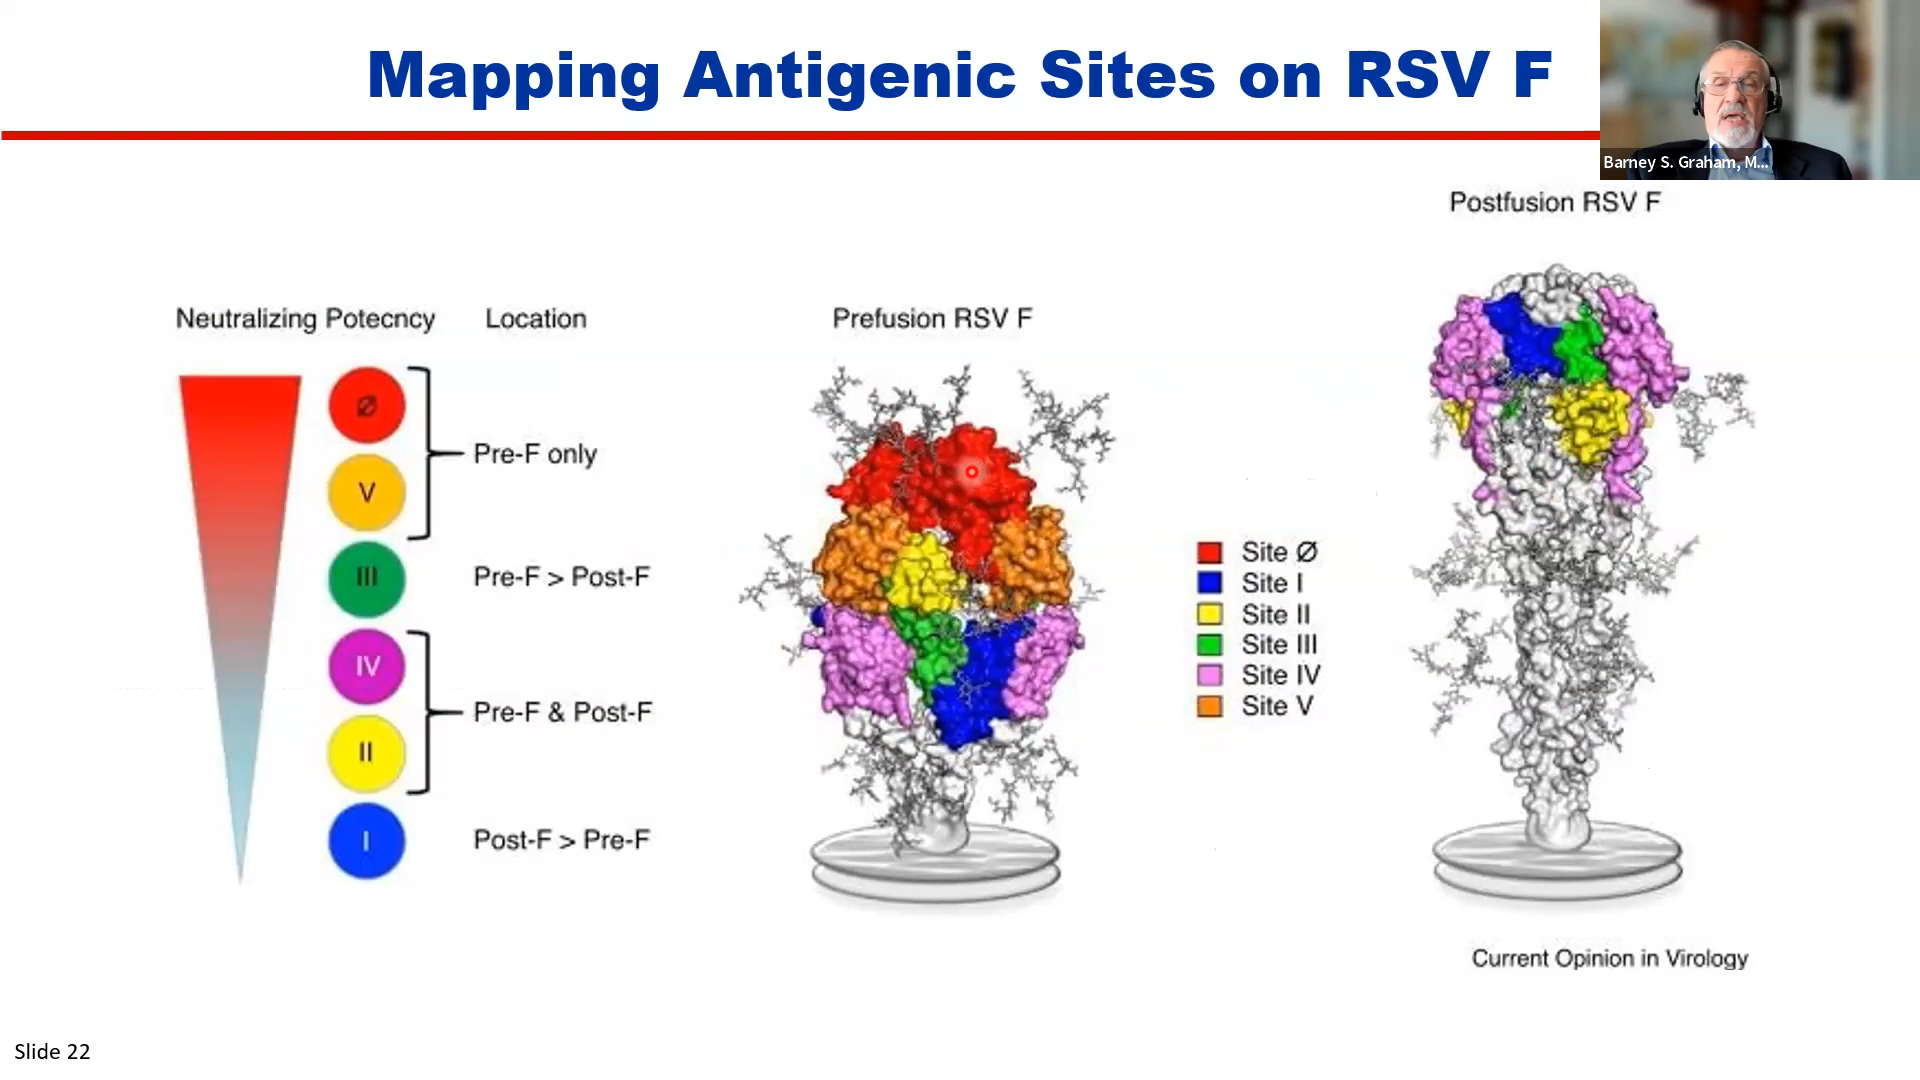 Mapping Antigenic Sites on RSV F
Barney S. Graham, M...
Postfusion RSV F
Neutralizing Potecncy
Location
Prefusion RSV F
Ø
V
Pre-F only
III
Pre-F > Post-F
IV
II
Pre-F & Post-F
I
Post-F > Pre-F
Site Ø
Site I
Site II
Site III
Site IV
Site V
Current Opinion in Virology
Slide 22